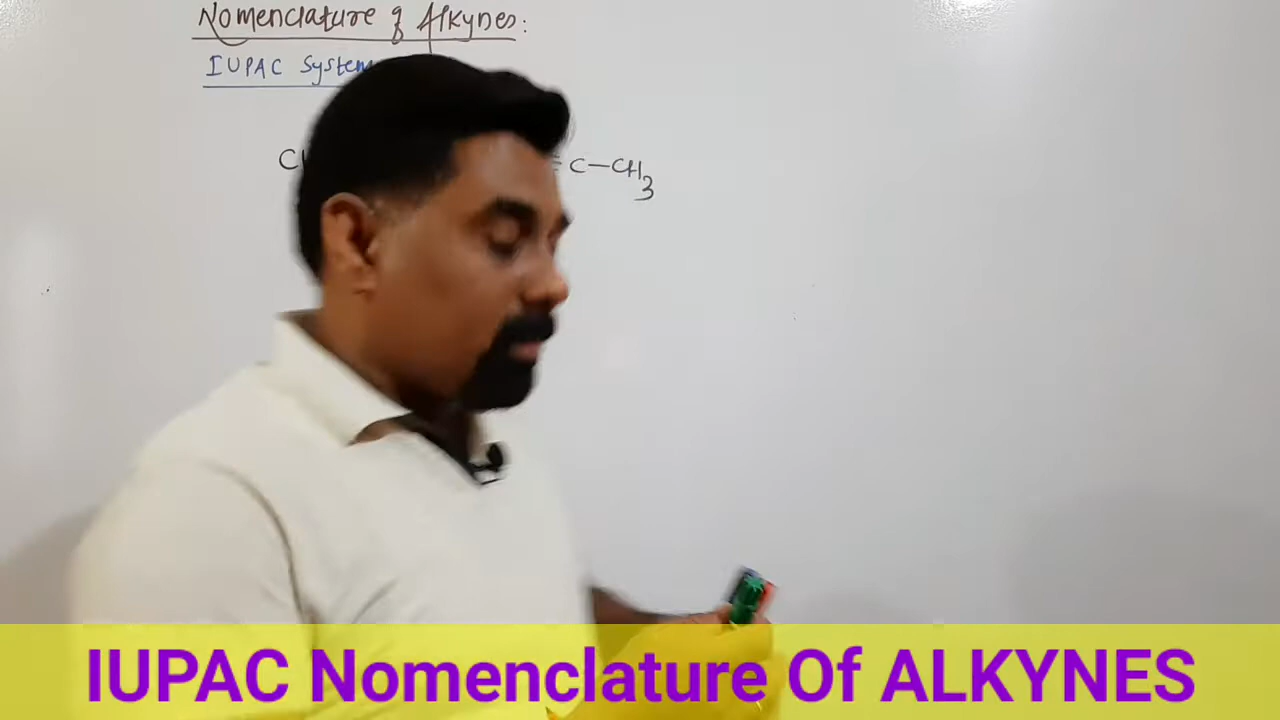 Nomenclature of Alkynes:
IUPAC System
C ≡ C — CH3
IUPAC Nomenclature Of ALKYNES